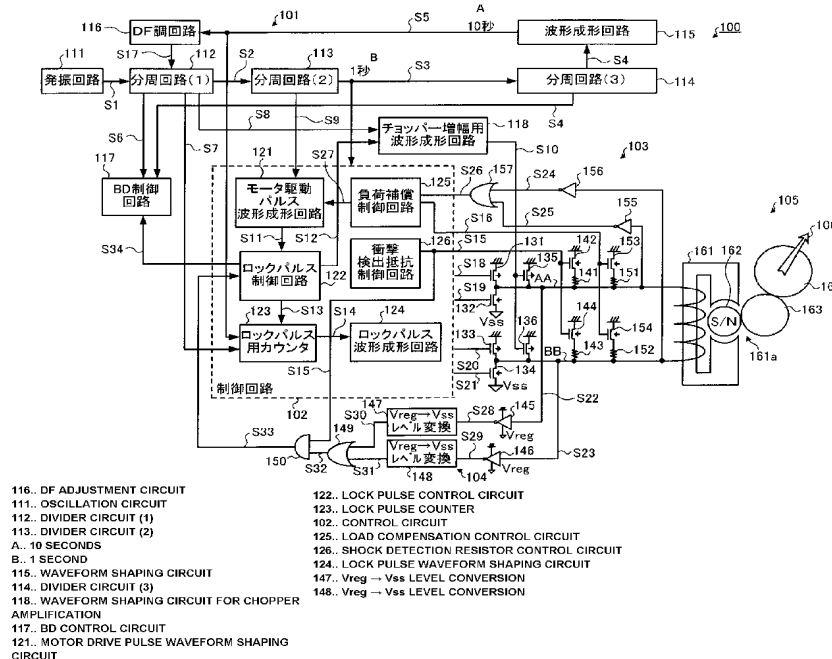 116
101
S5
A
10秒
100
DF調回路
波形成形回路
115
111
S17
112
S2
113
B
1秒
S3
S4
発振回路
分周回路(1)
分周回路(2)
分周回路(3)
114
S1
S8
S9
S4
S6
S7
チョッパー増幅用
波形成形回路
118
S10
103
117
121
S27
125
S26
157
S24
156
BD制御
回路
モータ駆動
パルス
波形成形回路
負荷補償
制御回路
S16
S25
155
105
S34
S11
S12
126
S15
131
142
153
161
162
ロックパルス
制御回路
122
衝撃
検出抵抗
制御回路
S18
135
AA
141
151
S19
132
Vss
144
154
S/N
163
123
S13
S14
124
133
136
ロックパルス
用カウンタ
ロックパルス
波形成形回路
BB
143
152
161a
S20
134
S21
Vss
S15
制御回路
102
147
S22
S33
S30
149
Vreg→Vss
レベル変換
S28
145
Vreg
150
S32
S31
Vreg→Vss
レベル変換
S29
146
S23
148
104
Vreg
116.. DF ADJUSTMENT CIRCUIT
111.. OSCILLATION CIRCUIT
112.. DIVIDER CIRCUIT (1)
113.. DIVIDER CIRCUIT (2)
A.. 10 SECONDS
B.. 1 SECOND
115.. WAVEFORM SHAPING CIRCUIT
114.. DIVIDER CIRCUIT (3)
118.. WAVEFORM SHAPING CIRCUIT FOR CHOPPER
AMPLIFICATION
117.. BD CONTROL CIRCUIT
121.. MOTOR DRIVE PULSE WAVEFORM SHAPING
CIRCUIT
122.. LOCK PULSE CONTROL CIRCUIT
123.. LOCK PULSE COUNTER
102.. CONTROL CIRCUIT
125.. LOAD COMPENSATION CONTROL CIRCUIT
126.. SHOCK DETECTION RESISTOR CONTROL CIRCUIT
124.. LOCK PULSE WAVEFORM SHAPING CIRCUIT
147.. Vreg → Vss LEVEL CONVERSION
148.. Vreg → Vss LEVEL CONVERSION